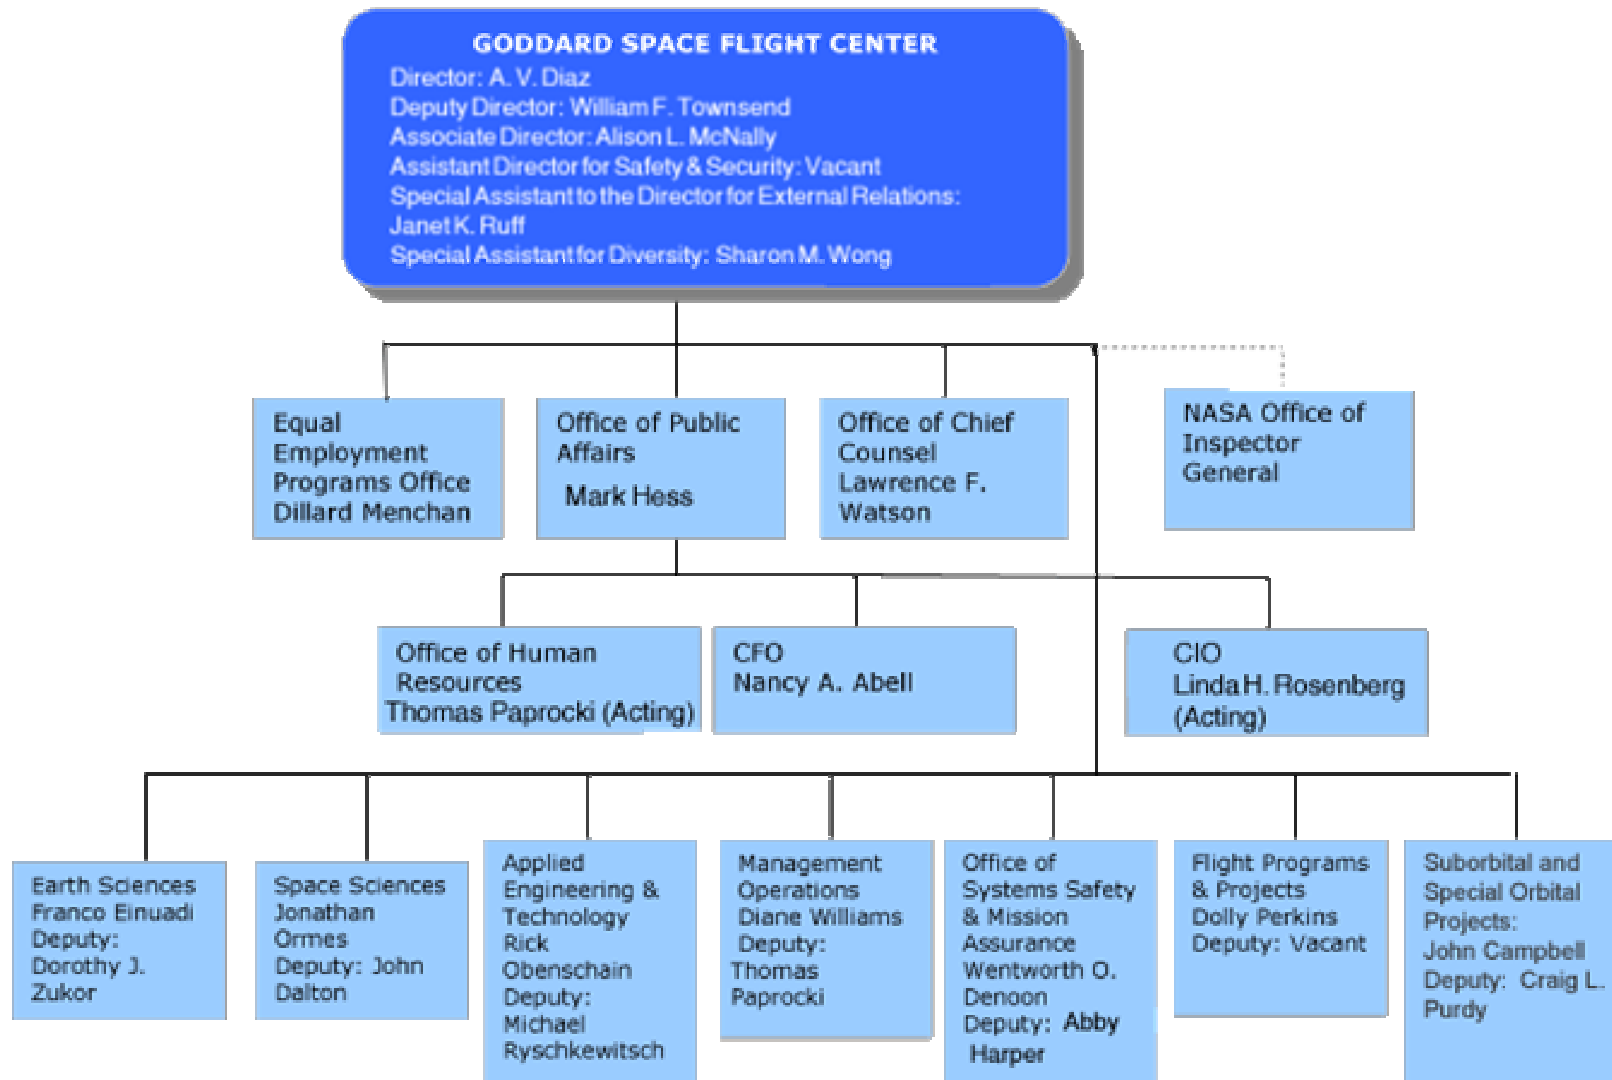 GODDARD SPACE FLIGHT CENTER
Director: A. V. Diaz
Deputy Director: William F. Townsend
Associate Director: Alison L. McNally
Assistant Director for Safety & Security: Vacant
Special Assistant to the Director for External Relations:
Janet K. Ruff
Special Assistant for Diversity: Sharon M. Wong
Equal
Employment
Programs Office
Dillard Menchan
Office of Public
Affairs
Mark Hess
Office of Chief
Counsel
Lawrence F.
Watson
NASA Office of
Inspector
General
Office of Human
Resources
Thomas Paprocki (Acting)
CFO
Nancy A. Abell
CIO
Linda H. Rosenberg
(Acting)
Earth Sciences
Franco Einuadi
Deputy:
Dorothy J.
Zukor
Space Sciences
Jonathan
Ormes
Deputy: John
Dalton
Applied
Engineering &
Technology
Rick
Obenschain
Deputy:
Michael
Ryschkewitsch
Management
Operations
Diane Williams
Deputy:
Thomas
Paprocki
Office of
Systems Safety
& Mission
Assurance
Wentworth O.
Denoon
Deputy: Abby
Harper
Flight Programs
& Projects
Dolly Perkins
Deputy: Vacant
Suborbital and
Special Orbital
Projects:
John Campbell
Deputy: Craig L.
Purdy